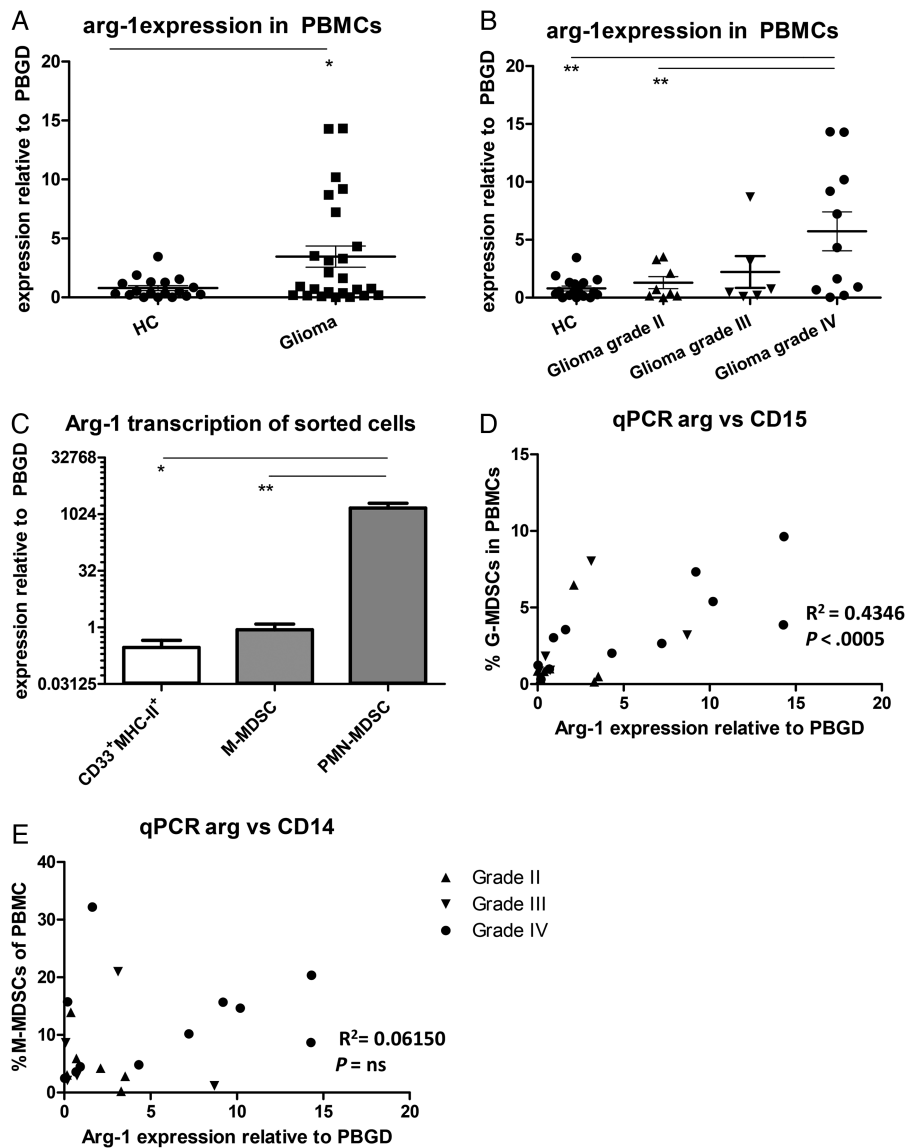 A
arg-1expression in PBMCs
expression relative to PBGD
20
15
10
5
0
*
HC
Glioma
B
arg-1expression in PBMCs
expression relative to PBGD
20
15
10
5
0
**
**
HC
Glioma grade II
Glioma grade III
Glioma grade IV
C
Arg-1 transcription of sorted cells
expression relative to PBGD
32768
1024
32
1
0.03125
*
**
CD33+MHC-II+
M-MDSC
PMN-MDSC
D
qPCR arg vs CD15
% G-MDSCs in PBMCs
15
10
5
0
R2 = 0.4346
P < .0005
0 5 10 15 20
Arg-1 expression relative to PBGD
E
qPCR arg vs CD14
%M-MDSCs of PBMC
40
30
20
10
0
R2= 0.06150
P = ns
0 5 10 15 20
Arg-1 expression relative to PBGD
Grade II
Grade III
Grade IV